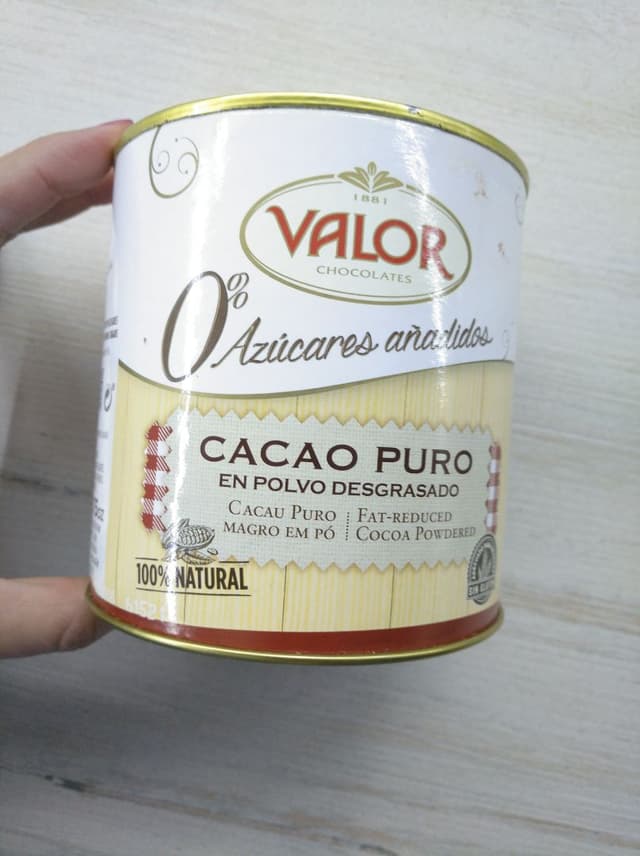 1881
VALOR
CHOCOLATES
0%
Azúcares añadidos
CACAO PURO
EN POLVO DESGRASADO
CACAU PURO
MAGRO EM PÓ
FAT-REDUCED
COCOA POWDERED
100% NATURAL